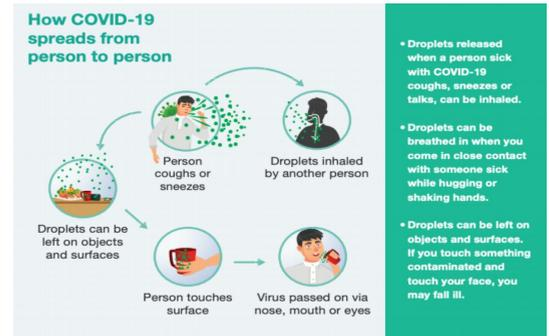 How COVID-19
spreads from
person to person
Person
coughs or
sneezes
Droplets inhaled
by another person
Droplets can be
left on objects
and surfaces
Person touches
surface
Virus passed on via
nose, mouth or eyes
• Droplets released
when a person sick
with COVID-19
coughs, sneezes or
talks, can be inhaled.
• Droplets can be
breathed in when you
come in close contact
with someone sick
while hugging or
shaking hands.
• Droplets can be left on
objects and surfaces.
If you touch something
contaminated and
touch your face, you
may fall ill.